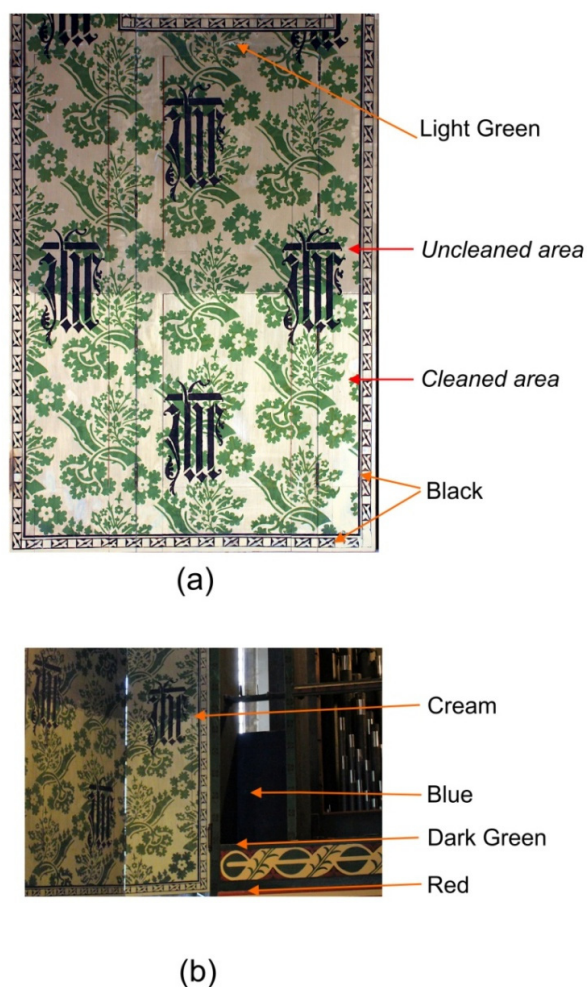 Light Green
Uncleaned area
Cleaned area
Black
(a)
Cream
Blue
Dark Green
Red
(b)